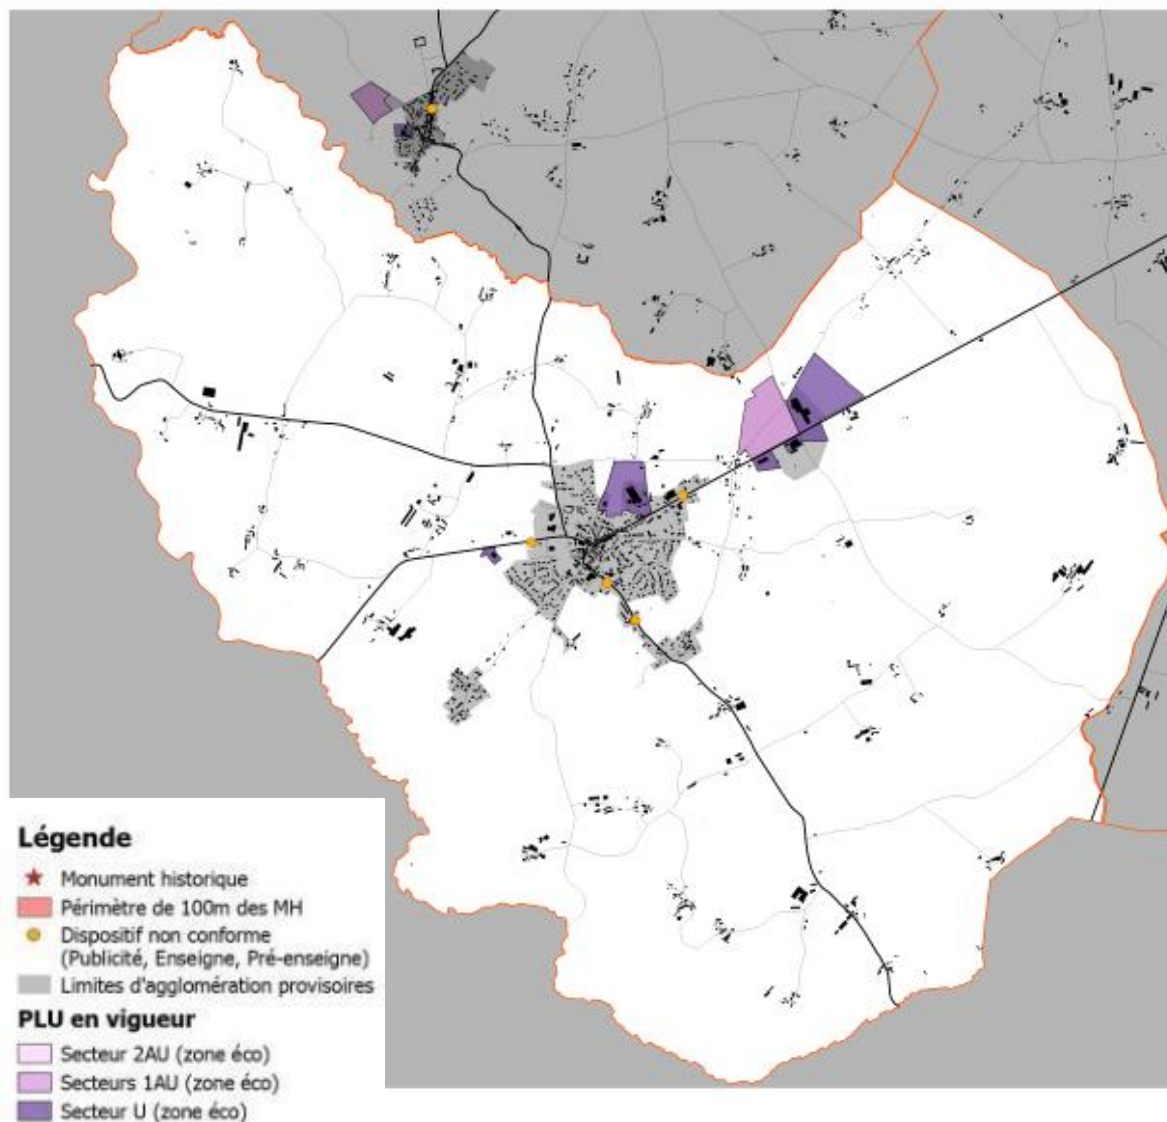 Légende
Monument historique
Périmètre de 100m des MH
Dispositif non conforme
(Publicité, Enseigne, Pré-enseigne)
Limites d'agglomération provisoires
PLU en vigueur
Secteur 2AU (zone éco)
Secteurs 1AU (zone éco)
Secteur U (zone éco)